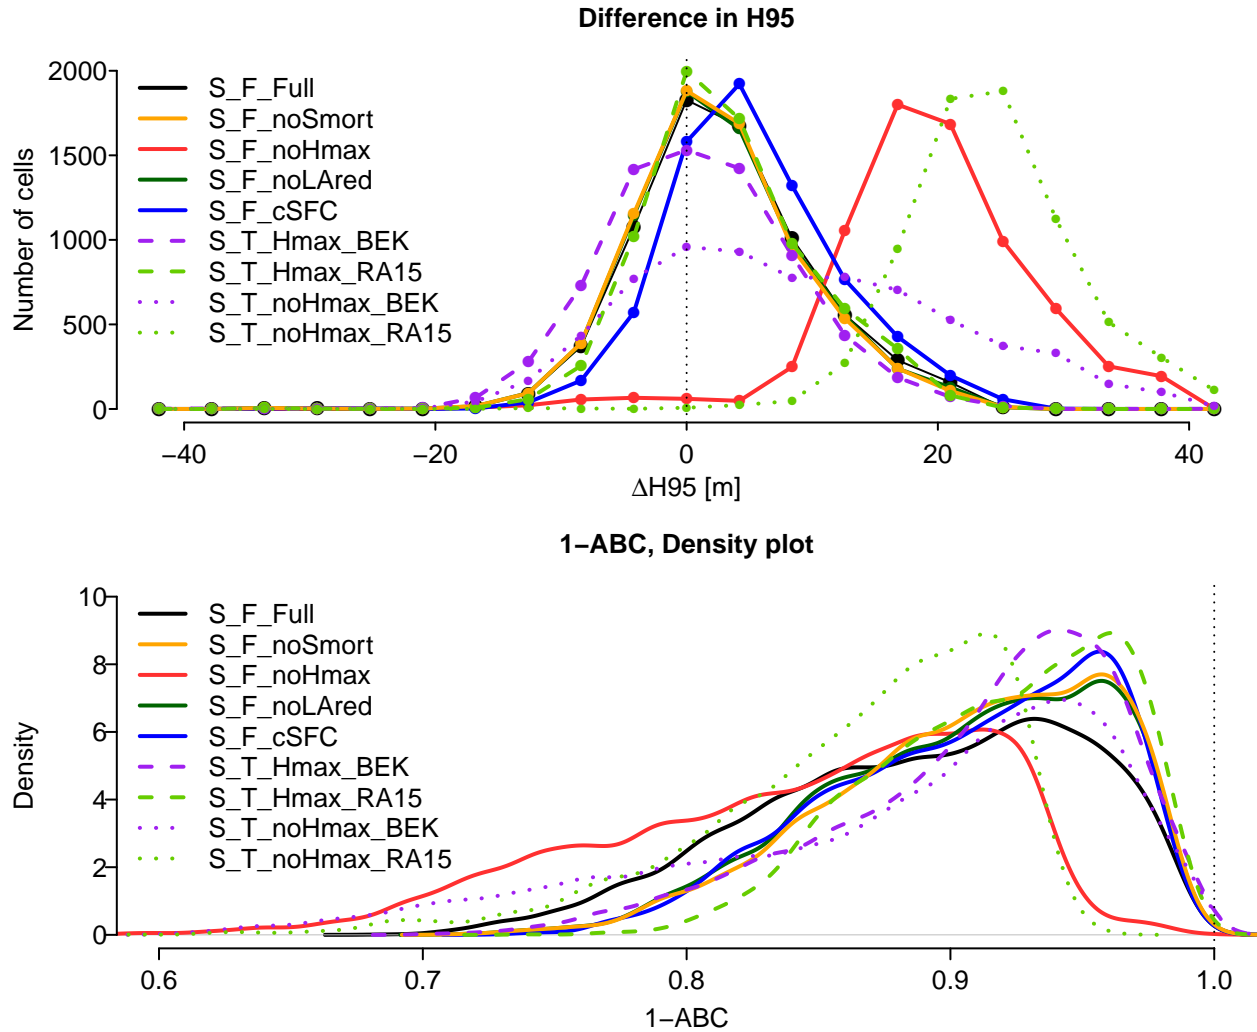 Difference in H95
2000
1500
1000
500
0
Number of cells
S_F_Full
S_F_noSmort
S_F_noHmax
S_F_noLAred
S_F_cSFC
S_T_Hmax_BEK
S_T_Hmax_RA15
S_T_noHmax_BEK
S_T_noHmax_RA15
−40 −20 0 20 40
ΔH95 [m]
1−ABC, Density plot
10
8
6
4
2
0
Density
S_F_Full
S_F_noSmort
S_F_noHmax
S_F_noLAred
S_F_cSFC
S_T_Hmax_BEK
S_T_Hmax_RA15
S_T_noHmax_BEK
S_T_noHmax_RA15
0.6 0.7 0.8 0.9 1.0
1−ABC